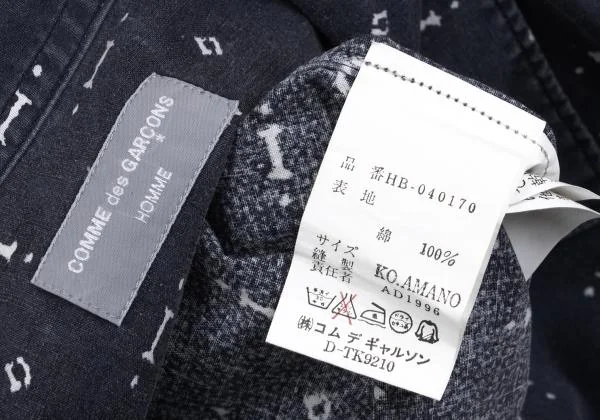 COMME des GARÇONS
HOMME
品 番HB-040170
表 地
綿 100%
サイズ
縫 製
責任者 KO.AMANO
AD1996
㈱コム デ ギャルソン
D-TK9210